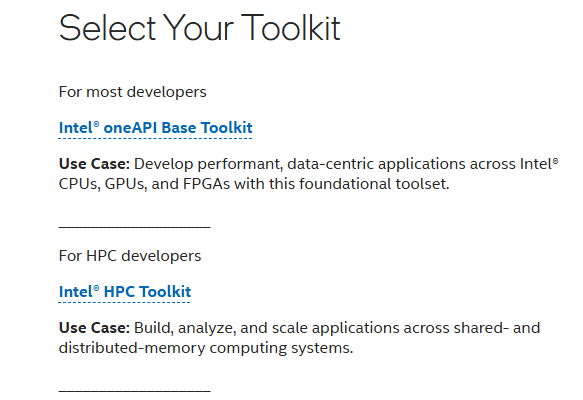 Select Your Toolkit
For most developers
Intel® oneAPI Base Toolkit
Use Case: Develop performant, data-centric applications across Intel®
CPUs, GPUs, and FPGAs with this foundational toolset.
For HPC developers
Intel® HPC Toolkit
Use Case: Build, analyze, and scale applications across shared- and
distributed-memory computing systems.